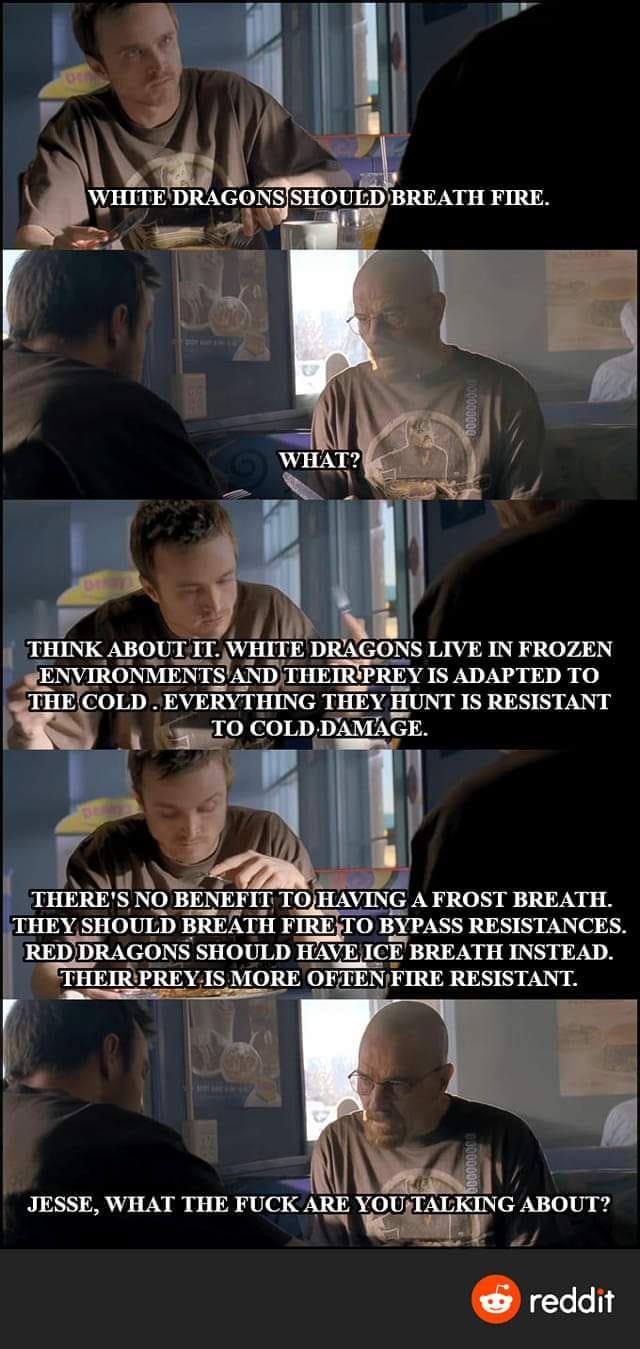 WHITE DRAGONS SHOULD BREATH FIRE.
WHAT?
THINK ABOUT IT. WHITE DRAGONS LIVE IN FROZEN
ENVIRONMENTS AND THEIR PREY IS ADAPTED TO
THE COLD. EVERYTHING THEY HUNT IS RESISTANT
TO COLD DAMAGE.
THERE'S NO BENEFIT TO HAVING A FROST BREATH.
THEY SHOULD BREATH FIRE TO BYPASS RESISTANCES.
RED DRAGONS SHOULD HAVE ICE BREATH INSTEAD.
THEIR PREY IS MORE OFTEN FIRE RESISTANT.
JESSE, WHAT THE FUCK ARE YOU TALKING ABOUT?
reddit